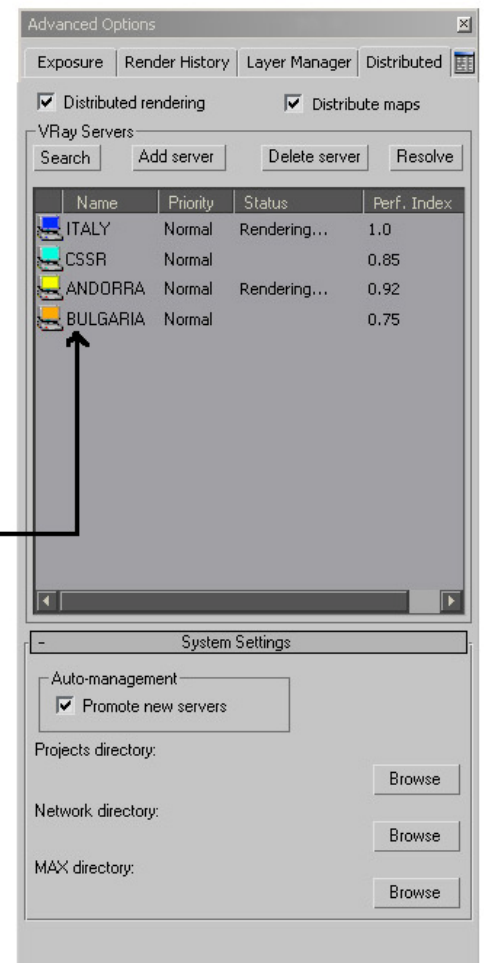 Advanced Options
Exposure Render History Layer Manager Distributed
Distributed rendering Distribute maps
VRay Servers
Search Add server Delete server Resolve
Name Priority Status Perf. Index
ITALY Normal Rendering... 1.0
CSSR Normal 0.85
ANDORRA Normal Rendering... 0.92
BULGARIA Normal 0.75
- System Settings
Auto-management
Promote new servers
Projects directory:
Browse
Network directory:
Browse
MAX directory:
Browse